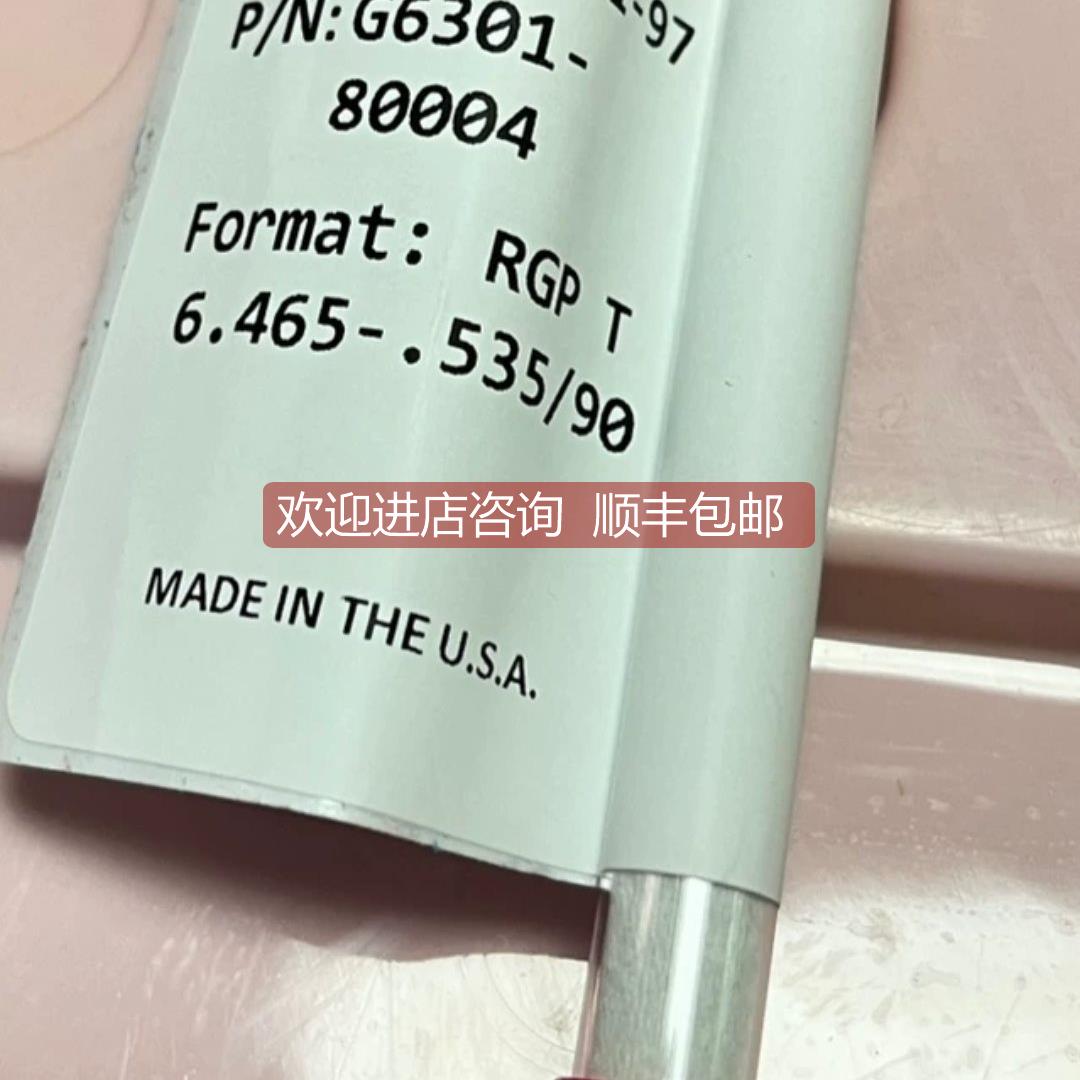 -97
P/N:G6301-
80004
Format: RGP T
6.465-.535/90
欢迎进店咨询 顺丰包邮
MADE IN THE U.S.A.